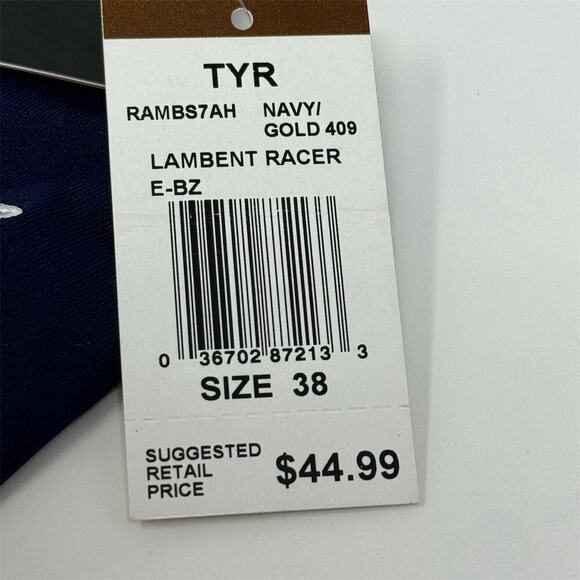 TYR
RAMBS7AH NAVY/
GOLD 409
LAMBENT RACER
E-BZ
0 36702 87213 3
SIZE 38
SUGGESTED
RETAIL
PRICE
$44.99